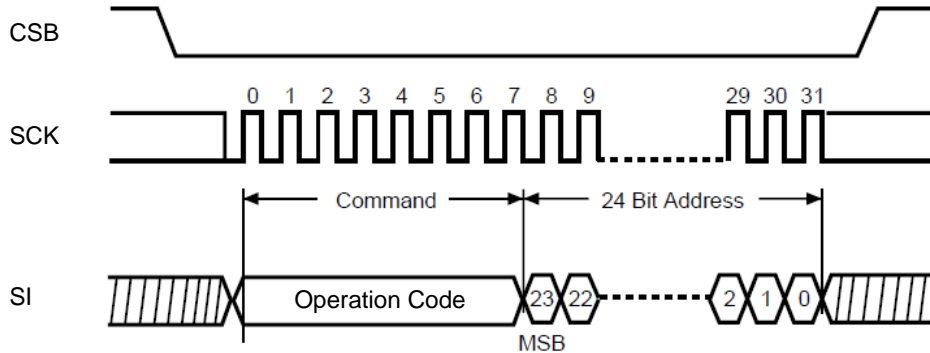 CSB
0 1 2 3 4 5 6 7 8 9 29 30 31
SCK
Command 24 Bit Address
SI Operation Code 23 22 2 1 0
MSB